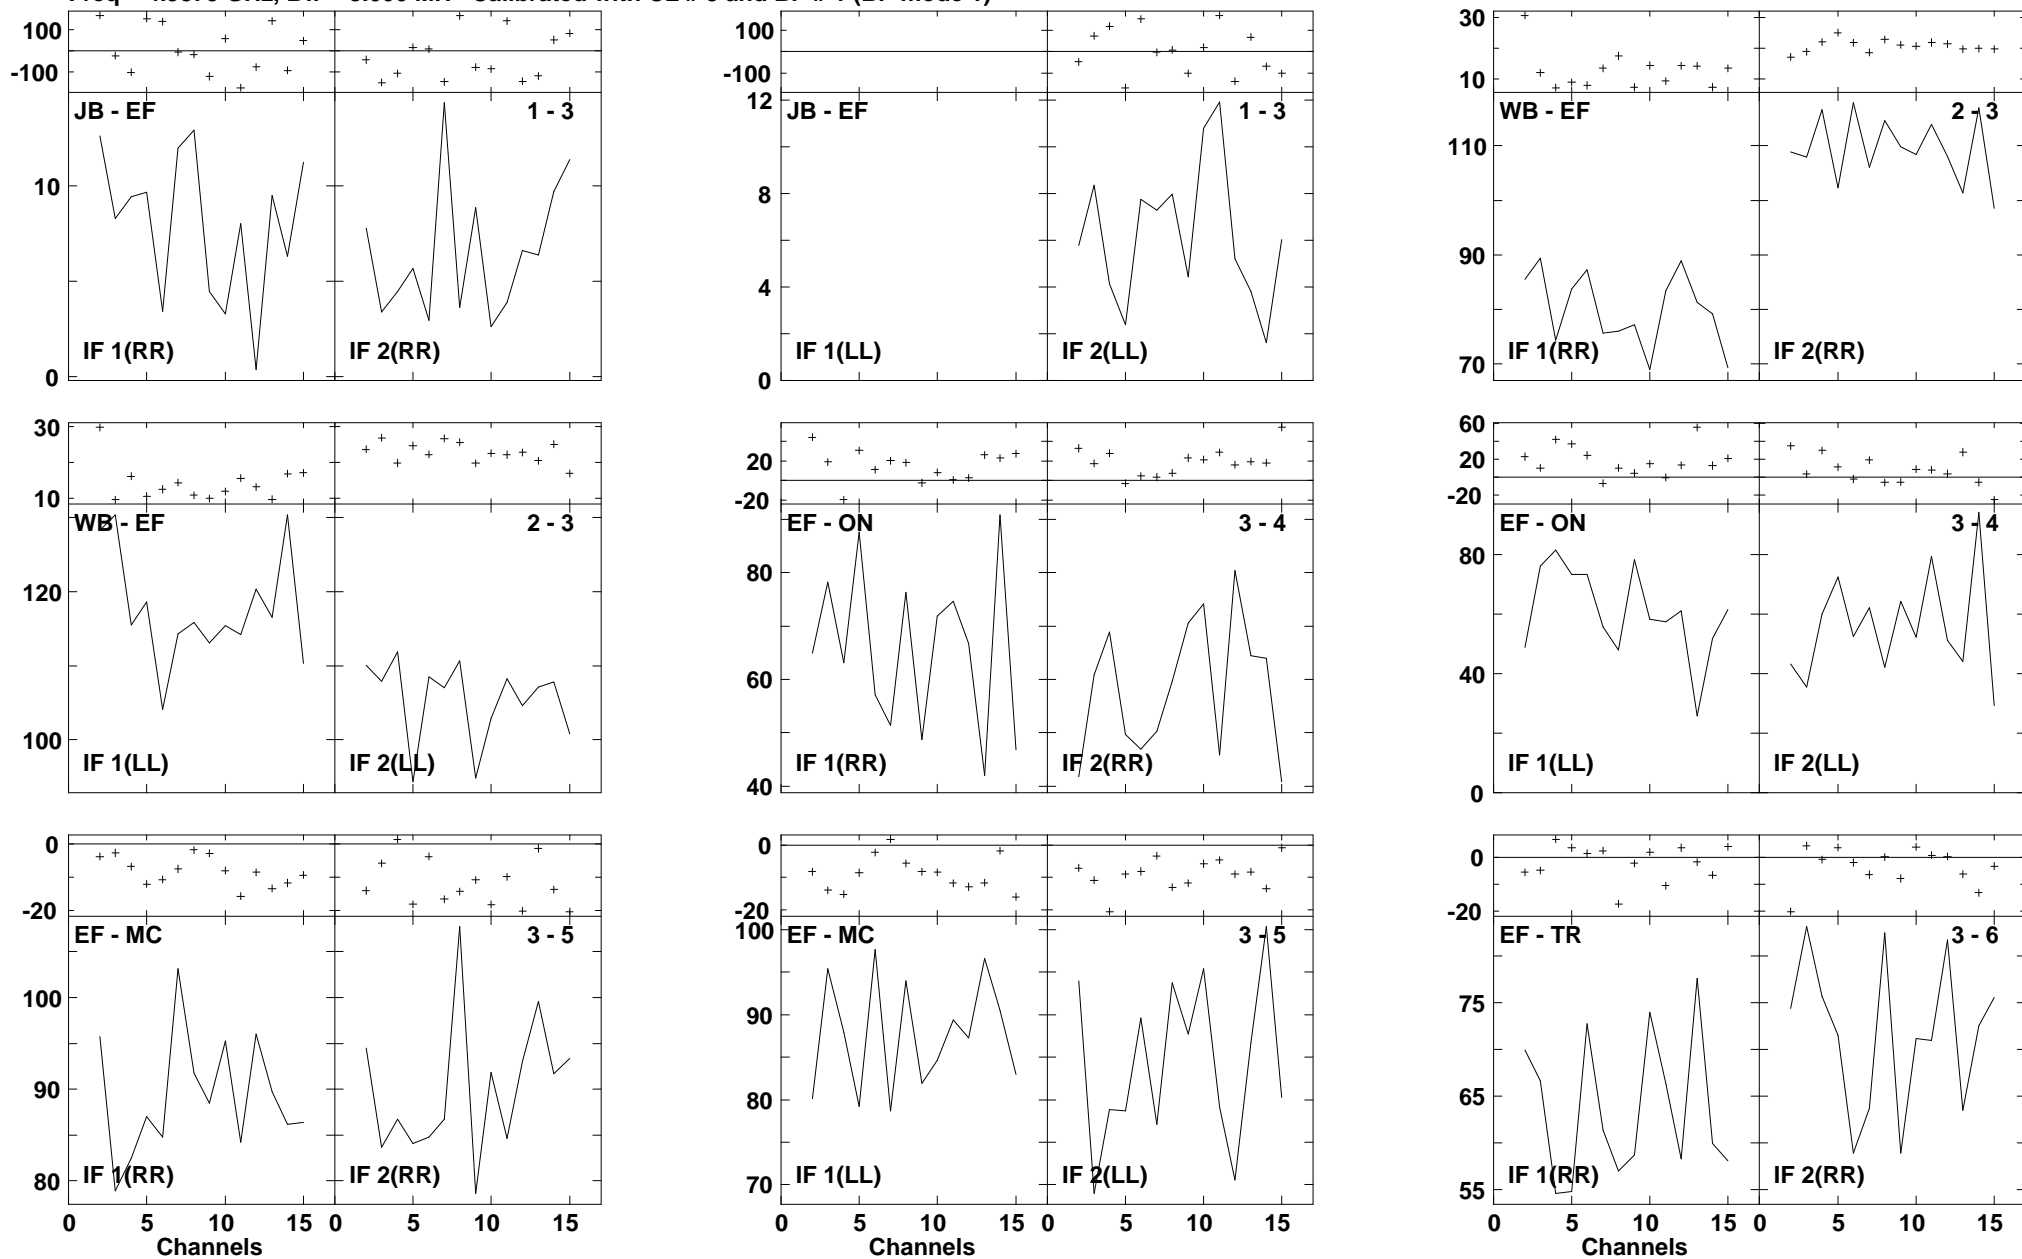 100
-100
JB - EF
1 - 3
10
0
IF 1(RR)
IF 2(RR)
100
-100
JB - EF
1 - 3
12
8
4
0
IF 1(LL)
IF 2(LL)
30
10
WB - EF
2 - 3
110
90
70
IF 1(RR)
IF 2(RR)
30
10
WB - EF
2 - 3
120
100
IF 1(LL)
IF 2(LL)
20
-20
EF - ON
3 - 4
80
60
40
IF 1(RR)
IF 2(RR)
60
20
-20
EF - ON
3 - 4
80
40
0
IF 1(LL)
IF 2(LL)
0
-20
EF - MC
3 - 5
100
90
80
IF 1(RR)
IF 2(RR)
0 5 10 15 0 5 10 15
Channels
0
-20
EF - MC
3 - 5
100
90
80
70
IF 1(LL)
IF 2(LL)
0 5 10 15 0 5 10 15
Channels
0
-20
EF - TR
3 - 6
75
65
55
IF 1(RR)
IF 2(RR)
0 5 10 15 0 5 10 15
Channels